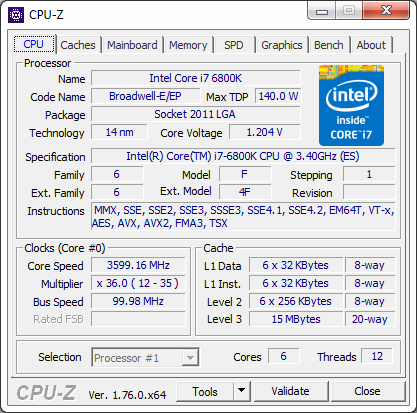 CPU-Z
CPU Caches Mainboard Memory SPD Graphics Bench About
Processor
Name Intel Core i7 6800K
Code Name Broadwell-E/EP Max TDP 140.0 W
Package Socket 2011 LGA
Technology 14 nm Core Voltage 1.204 V
intel inside™ CORE™ i7
Specification Intel(R) Core(TM) i7-6800K CPU @ 3.40GHz (ES)
Family 6 Model F Stepping 1
Ext. Family 6 Ext. Model 4F Revision
Instructions MMX, SSE, SSE2, SSE3, SSSE3, SSE4.1, SSE4.2, EM64T, VT-x,
AES, AVX, AVX2, FMA3, TSX
Clocks (Core #0)
Core Speed 3599.16 MHz
Multiplier x 36.0 ( 12 - 35 )
Bus Speed 99.98 MHz
Rated FSB
Cache
L1 Data 6 x 32 KBytes 8-way
L1 Inst. 6 x 32 KBytes 8-way
Level 2 6 x 256 KBytes 8-way
Level 3 15 MBytes 20-way
Selection Processor #1 Cores 6 Threads 12
CPU-Z Ver. 1.76.0.x64 Tools Validate Close